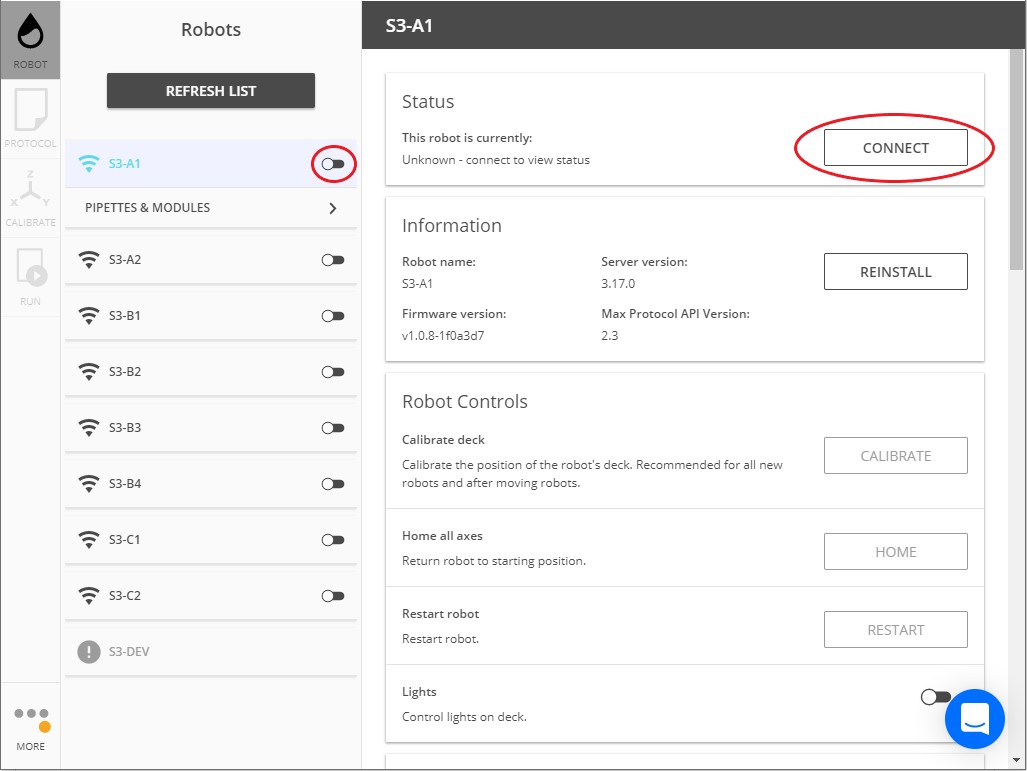 ROBOT
PROTOCOL
Z
X Y
CALIBRATE
RUN
MORE
Robots
REFRESH LIST
S3-A1
PIPETTES & MODULES
S3-A2
S3-B1
S3-B2
S3-B3
S3-B4
S3-C1
S3-C2
S3-DEV
S3-A1
Status
This robot is currently:
Unknown - connect to view status
CONNECT
Information
Robot name:
S3-A1
Server version:
3.17.0
Firmware version:
v1.0.8-1f0a3d7
Max Protocol API Version:
2.3
REINSTALL
Robot Controls
Calibrate deck
Calibrate the position of the robot's deck. Recommended for all new
robots and after moving robots.
CALIBRATE
Home all axes
Return robot to starting position.
HOME
Restart robot
Restart robot.
RESTART
Lights
Control lights on deck.